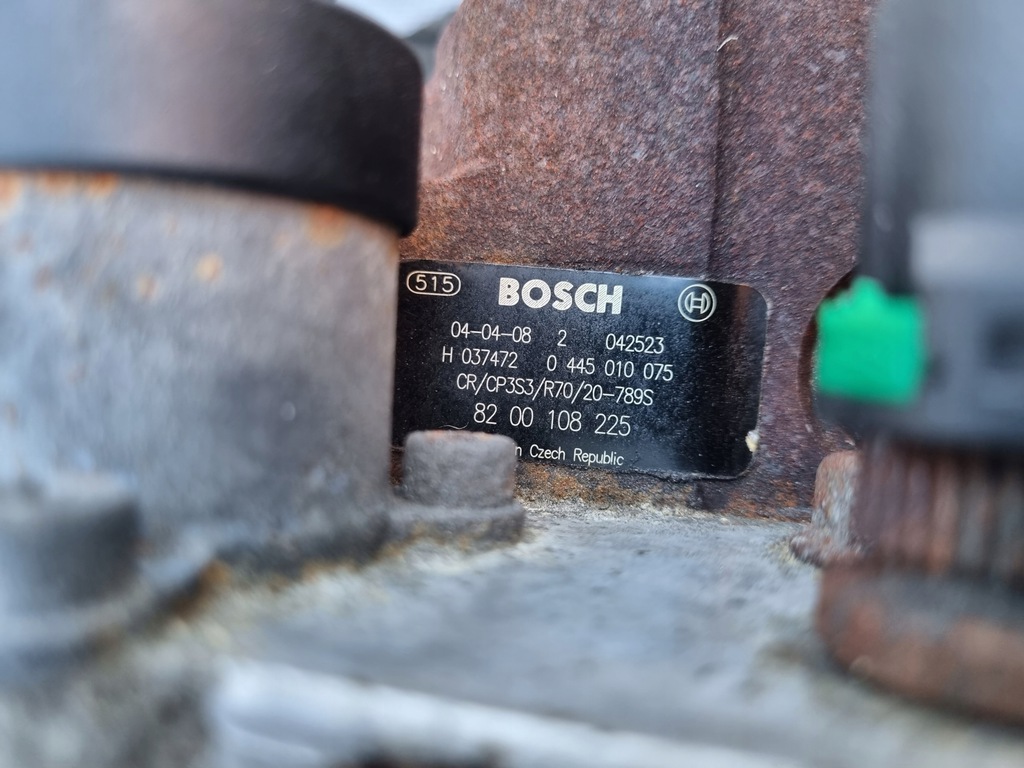 515 BOSCH
04-04-08 2 042523
H 037472 0 445 010 075
CR/CP3S3/R70/20-789S
82 00 108 225
Czech Republic